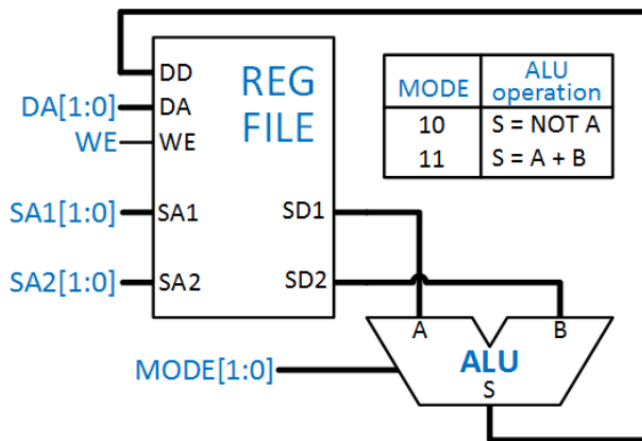 DD
REG
FILE
DA[1:0]
DA
WE
WE
SA1[1:0]
SA1
SD1
SA2[1:0]
SA2
SD2
MODE
ALU
operation
10
S = NOT A
11
S = A + B
A
B
ALU
S
MODE[1:0]